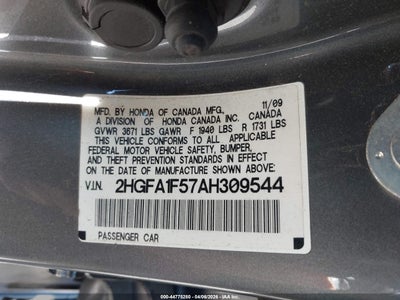 MFD. BY HONDA OF CANADA MFG., 11/09
A DIVISION OF HONDA CANADA INC. CANADA
GVWR 3671 LBS GAWR F 1940 LBS R 1731 LBS
THIS VEHICLE CONFORMS TO ALL APPLICABLE
FEDERAL MOTOR VEHICLE SAFETY, BUMPER,
AND THEFT PREVENTION STANDARDS IN EFFECT
ON THE DATE OF MANUFACTURE SHOWN ABOVE.
V.I.N. 2HGFA1F57AH309544
PASSENGER CAR